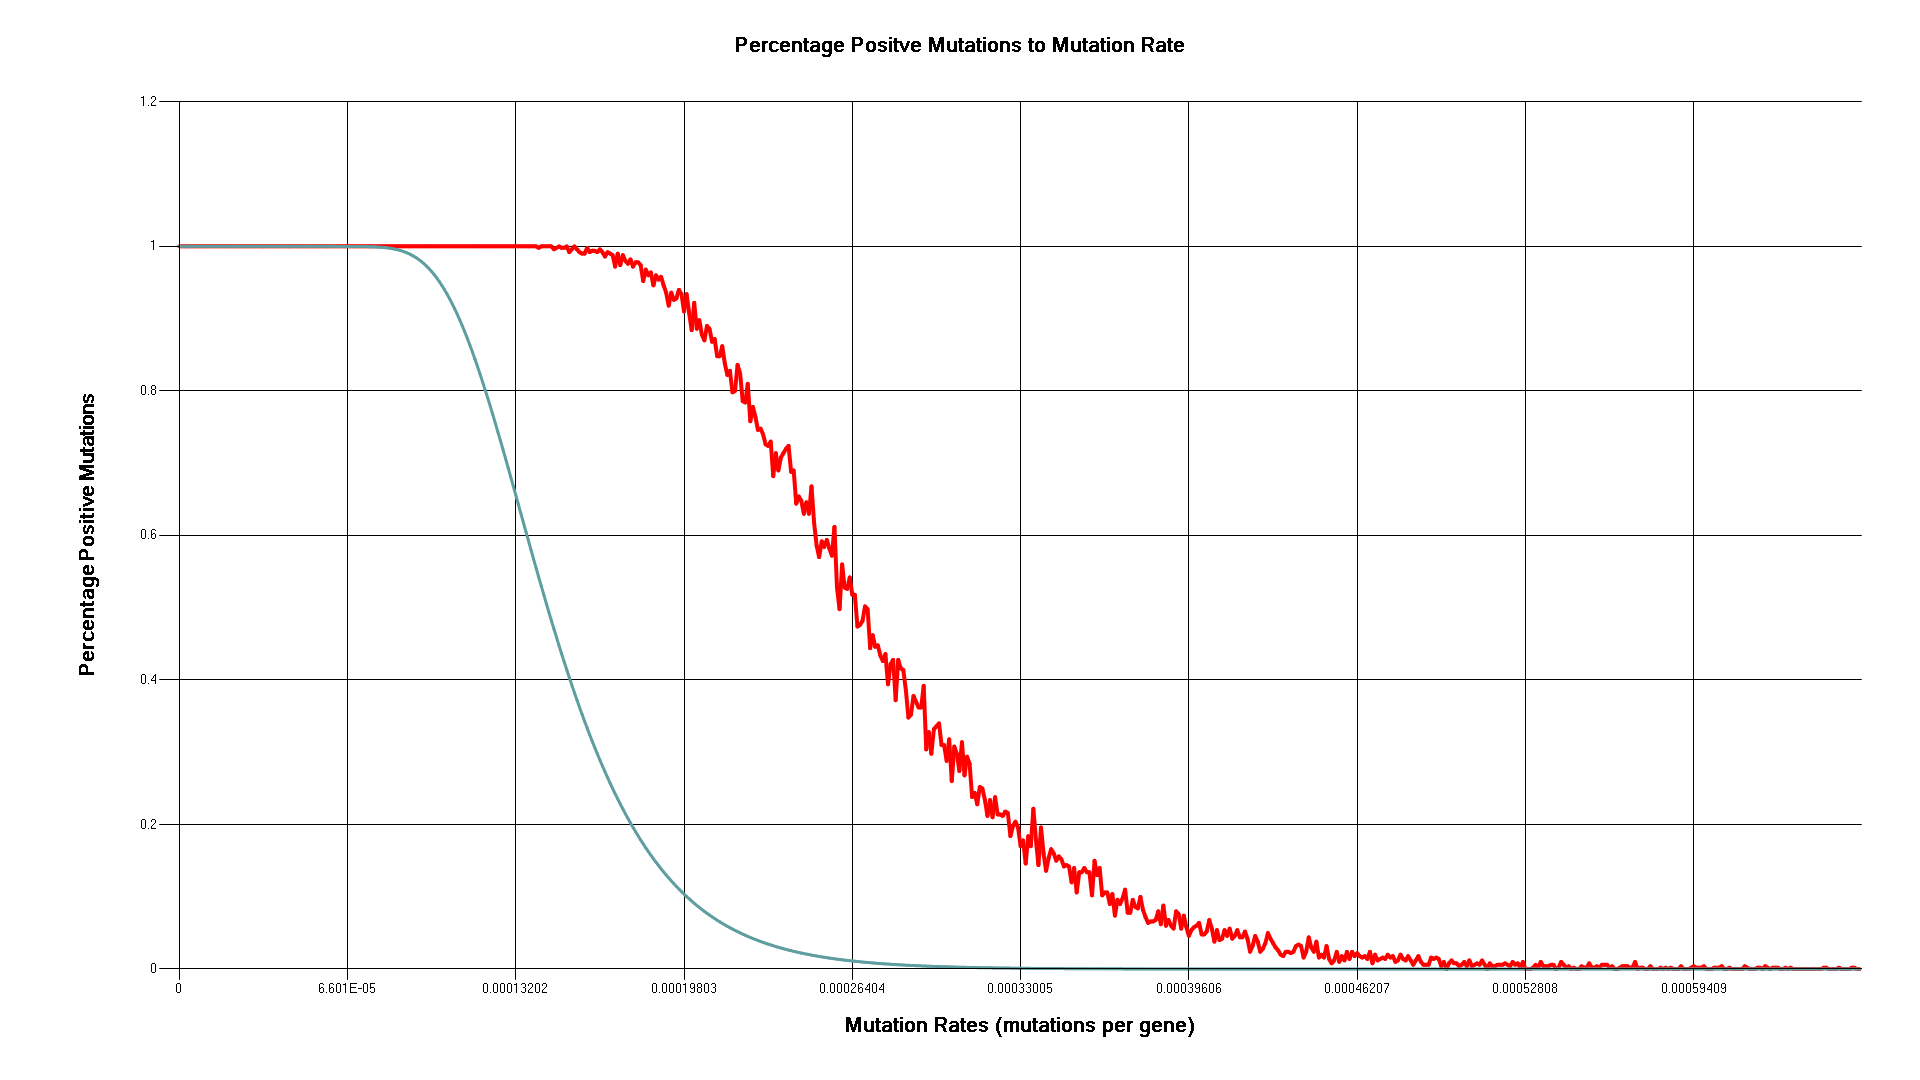 Percentage Positve Mutations to Mutation Rate
1.2
1
0.8
0.6
0.4
0.2
0
Percentage Positive Mutations
0 6.601E-05 0.00013202 0.00019803 0.00026404 0.00033005 0.00039606 0.00046207 0.00052808 0.00059409
Mutation Rates (mutations per gene)